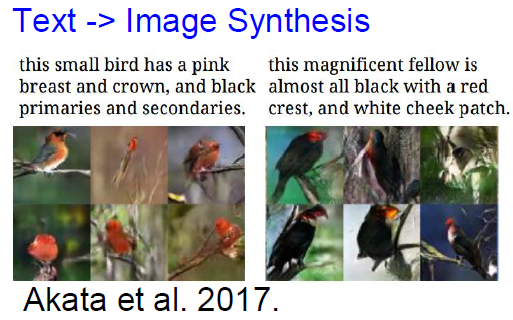 Text -> Image Synthesis
this small bird has a pink
breast and crown, and black
primaries and secondaries.
this magnificent fellow is
almost all black with a red
crest, and white cheek patch.
Akata et al. 2017.